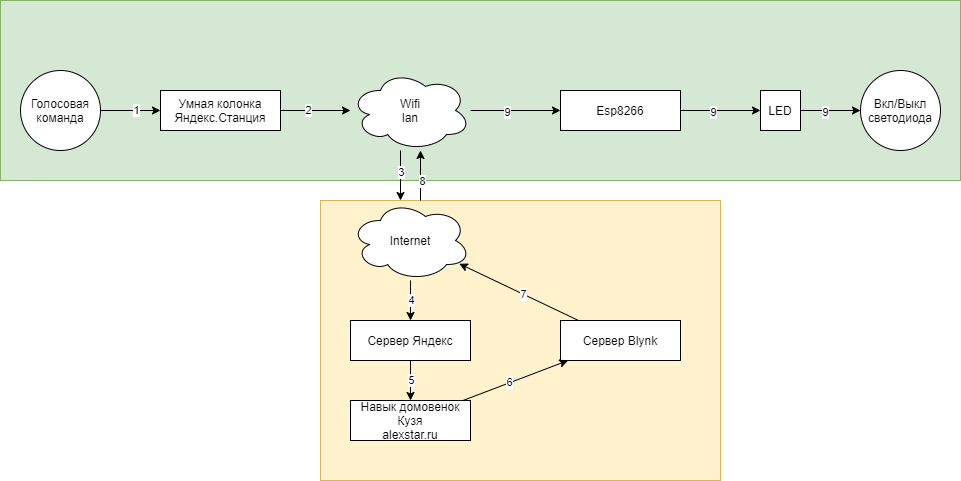 Голосовая
команда
1
Умная колонка
Яндекс.Станция
2
Wifi
lan
9
Esp8266
9
LED
9
Вкл/Выкл
светодиода
3
8
Internet
4
7
Сервер Яндекс
Сервер Blynk
5
6
Навык домовенок
Кузя
alexstar.ru